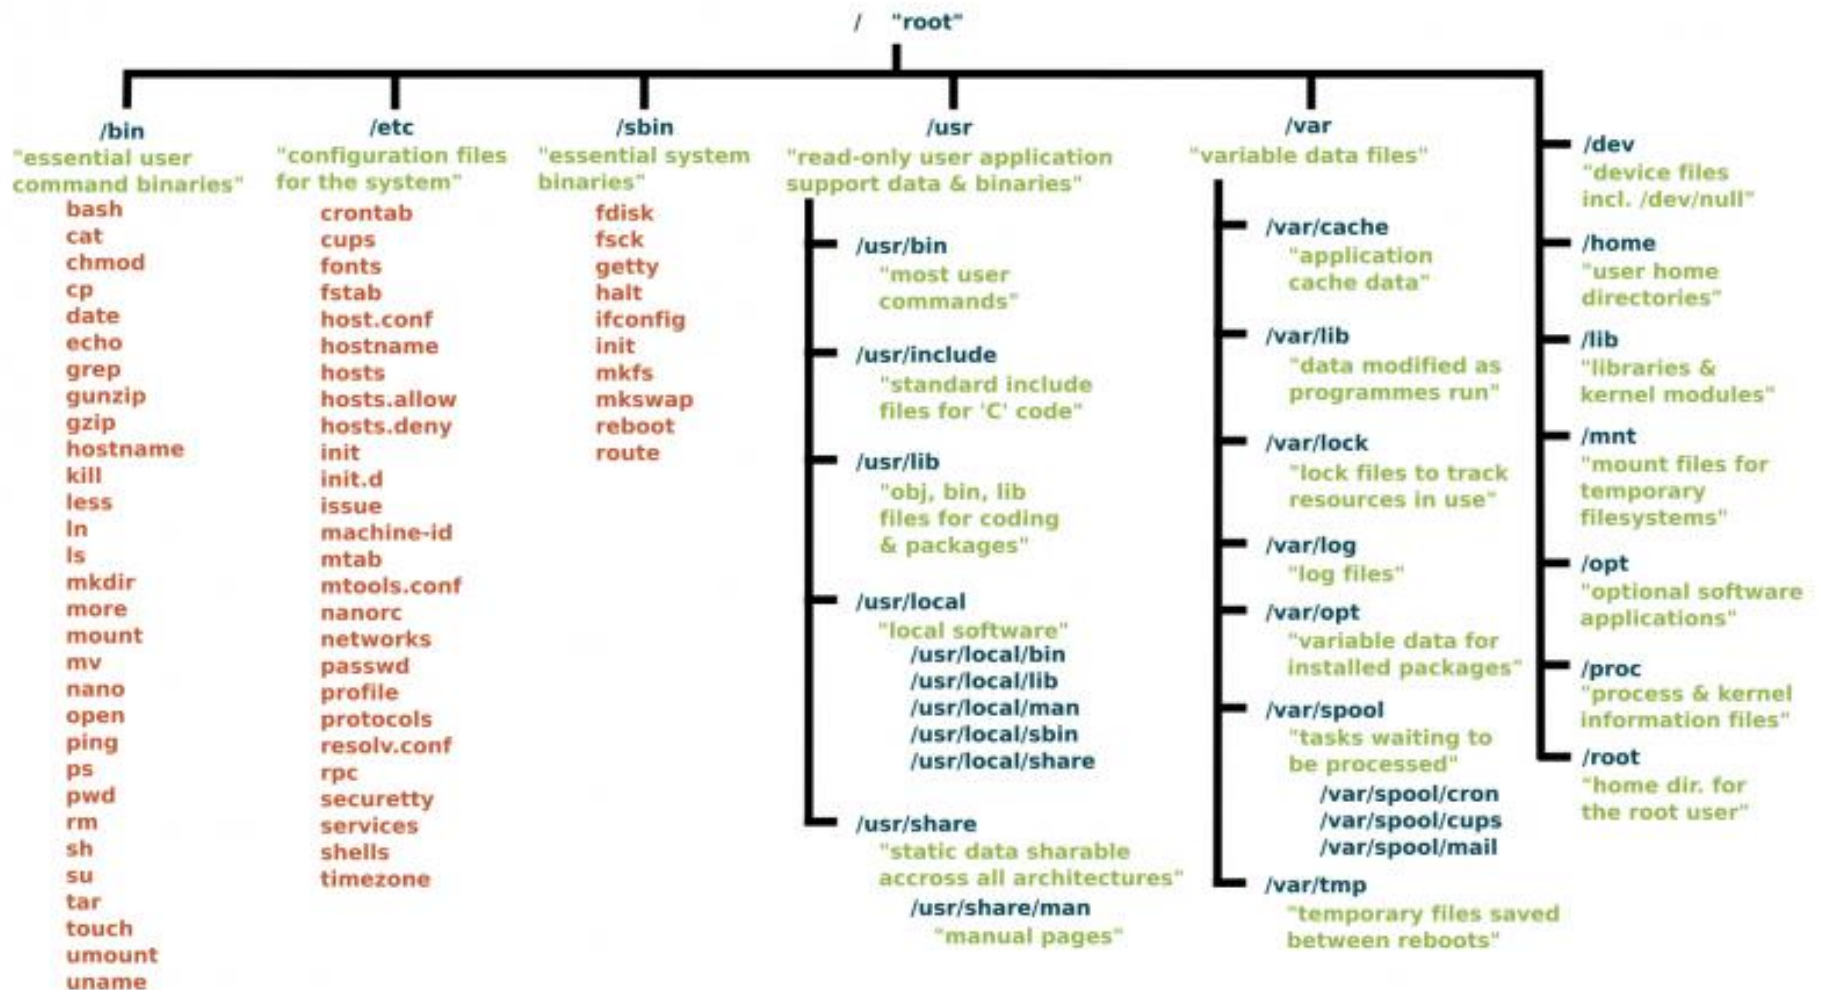 / "root"
/bin
"essential user
command binaries"
bash
cat
chmod
cp
date
echo
grep
gunzip
gzip
hostname
kill
less
ln
ls
mkdir
more
mount
mv
nano
open
ping
ps
pwd
rm
sh
su
tar
touch
umount
uname
/etc
"configuration files
for the system"
crontab
cups
fonts
fstab
host.conf
hostname
hosts
hosts.allow
hosts.deny
init
init.d
issue
machine-id
mtab
mtools.conf
nanorc
networks
passwd
profile
protocols
resolv.conf
rpc
securetty
services
shells
timezone
/sbin
"essential system
binaries"
fdisk
fsck
getty
halt
ifconfig
init
mkfs
mkswap
reboot
route
/usr
"read-only user application
support data & binaries"
/usr/bin
"most user
commands"
/usr/include
"standard include
files for 'C' code"
/usr/lib
"obj, bin, lib
files for coding
& packages"
/usr/local
"local software"
/usr/local/bin
/usr/local/lib
/usr/local/man
/usr/local/sbin
/usr/local/share
/usr/share
"static data sharable
accross all architectures"
/usr/share/man
"manual pages"
/var
"variable data files"
/var/cache
"application
cache data"
/var/lib
"data modified as
programmes run"
/var/lock
"lock files to track
resources in use"
/var/log
"log files"
/var/opt
"variable data for
installed packages"
/var/spool
"tasks waiting to
be processed"
/var/spool/cron
/var/spool/cups
/var/spool/mail
/var/tmp
"temporary files saved
between reboots"
/dev
"device files
incl. /dev/null"
/home
"user home
directories"
/lib
"libraries &
kernel modules"
/mnt
"mount files for
temporary
filesystems"
/opt
"optional software
applications"
/proc
"process & kernel
information files"
/root
"home dir. for
the root user"